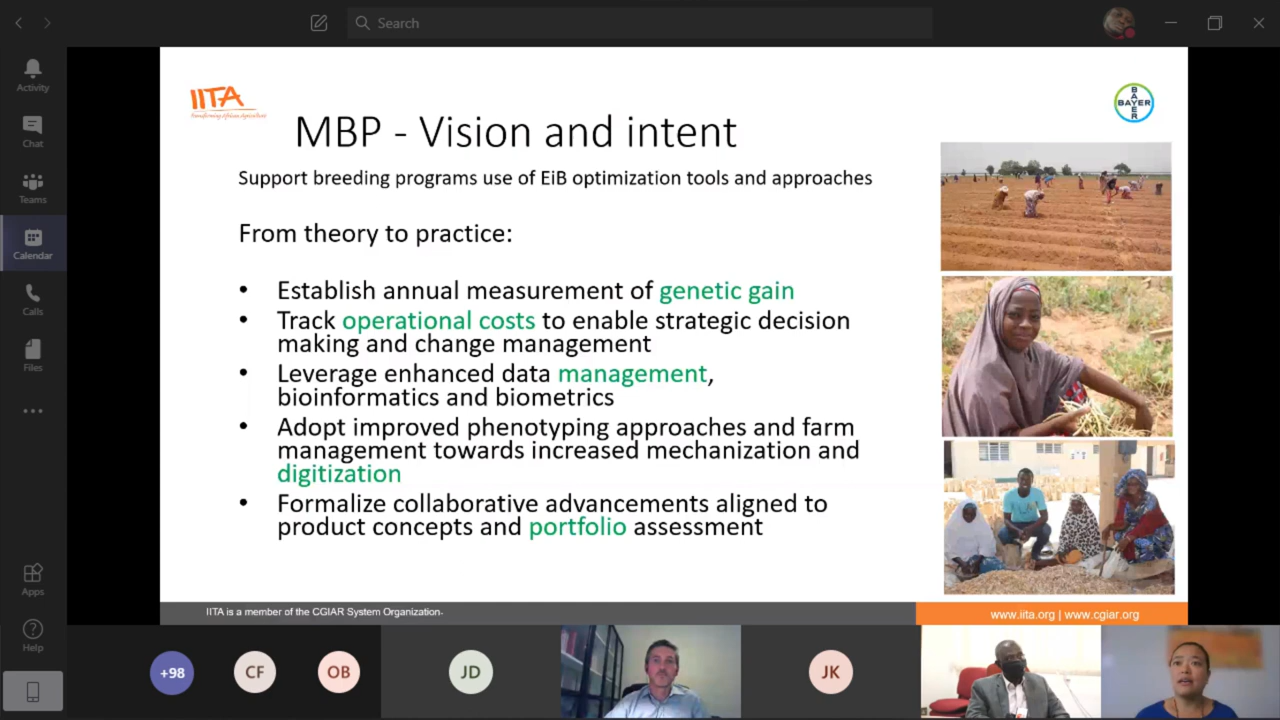 Search
Activity
Chat
Teams
Calendar
Calls
Files
Apps
Help
IITA
Transforming African Agriculture
BAYER
BAYER
MBP - Vision and intent
Support breeding programs use of EiB optimization tools and approaches
From theory to practice:
• Establish annual measurement of genetic gain
• Track operational costs to enable strategic decision
making and change management
• Leverage enhanced data management,
bioinformatics and biometrics
• Adopt improved phenotyping approaches and farm
management towards increased mechanization and
digitization
• Formalize collaborative advancements aligned to
product concepts and portfolio assessment
IITA is a member of the CGIAR System Organization.
www.iita.org | www.cgiar.org
+98
CF
OB
JD
JK